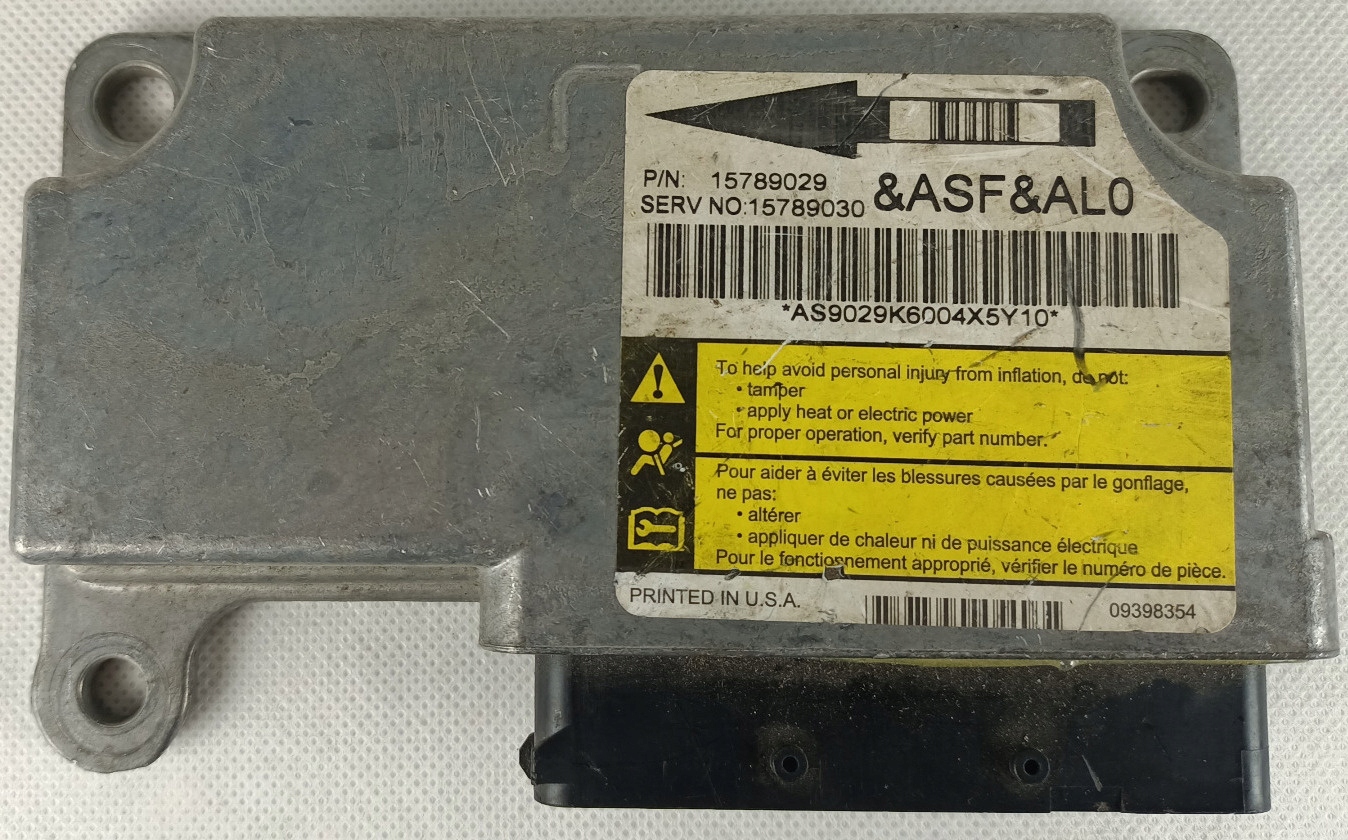 P/N: 15789029
SERV NO:15789030
&ASF&AL0
*AS9029K6004X5Y10*
To help avoid personal injury from inflation, do not:
• tamper
• apply heat or electric power
For proper operation, verify part number.
Pour aider à éviter les blessures causées par le gonflage,
ne pas:
• altérer
• appliquer de chaleur ni de puissance électrique
Pour le fonctionnement approprié, vérifier le numéro de pièce.
PRINTED IN U.S.A.
09398354